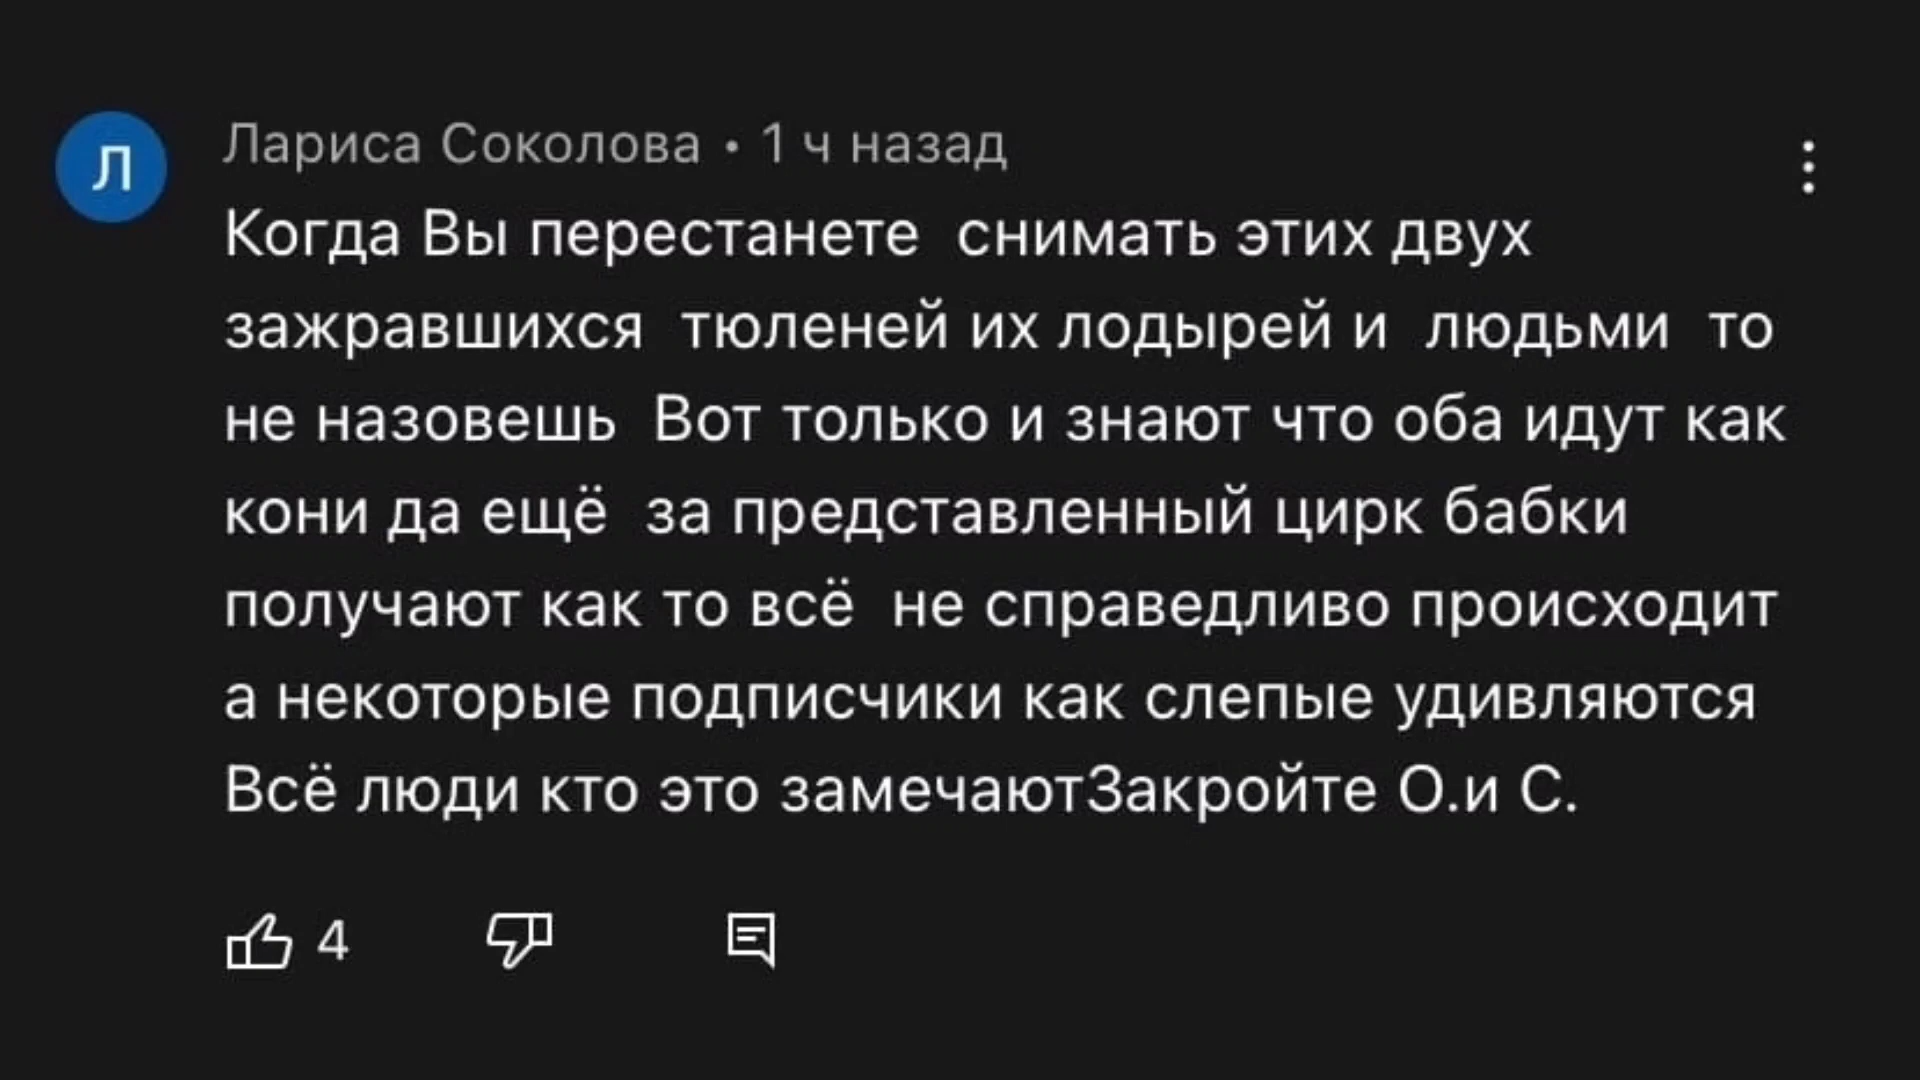 Л
Лариса Соколова • 1 ч назад
Когда Вы перестанете  снимать этих двух
зажравшихся  тюленей их лодырей и  людьми  то
не назовешь  Вот только и знают что оба идут как
кони да ещё  за представленный цирк бабки
получают как то всё  не справедливо происходит
а некоторые подписчики как слепые удивляются
Всё люди кто это замечаютЗакройте О.и С.
4